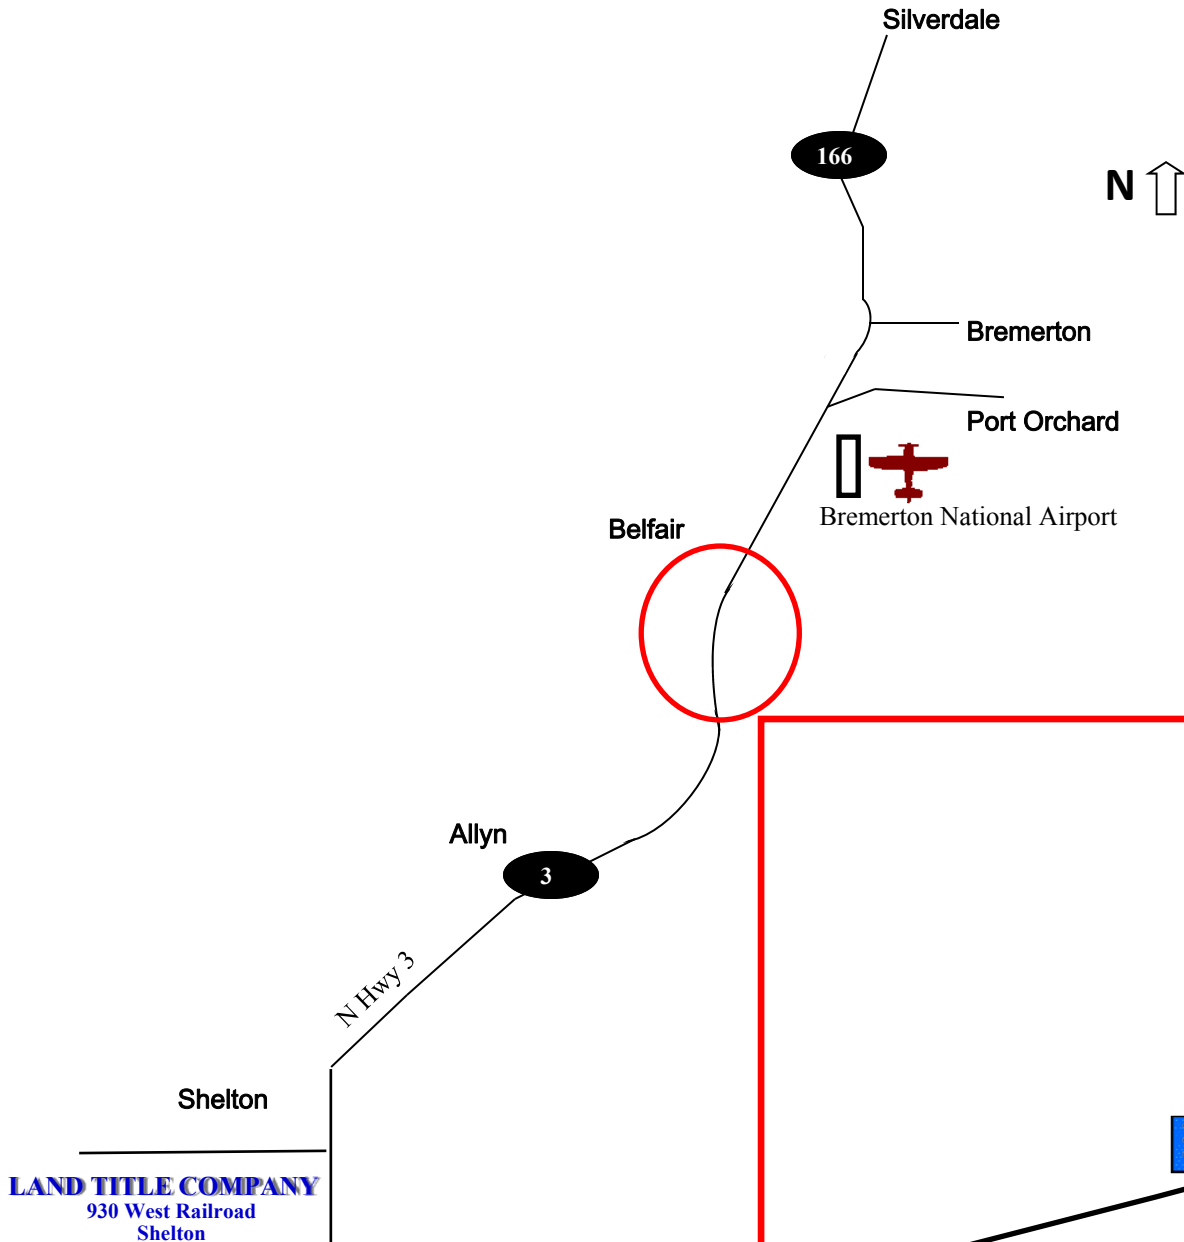 Silverdale
166
N
Bremerton
Port Orchard
Bremerton National Airport
Belfair
Allyn
3
N Hwy 3
Shelton
LAND TITLE COMPANY
930 West Railroad
Shelton